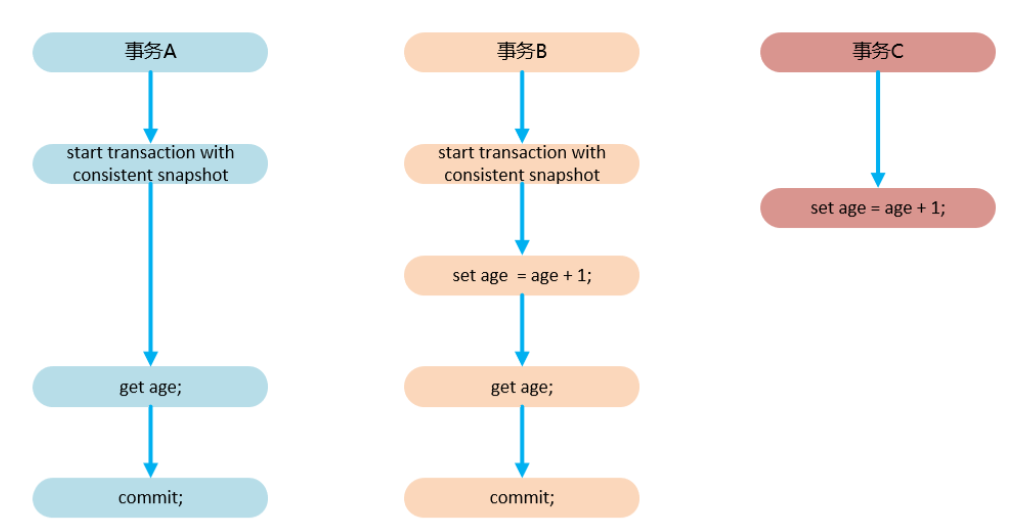 事务A
start transaction with
consistent snapshot
get age;
commit;
事务B
start transaction with
consistent snapshot
set age  = age + 1;
get age;
commit;
事务C
set age = age + 1;